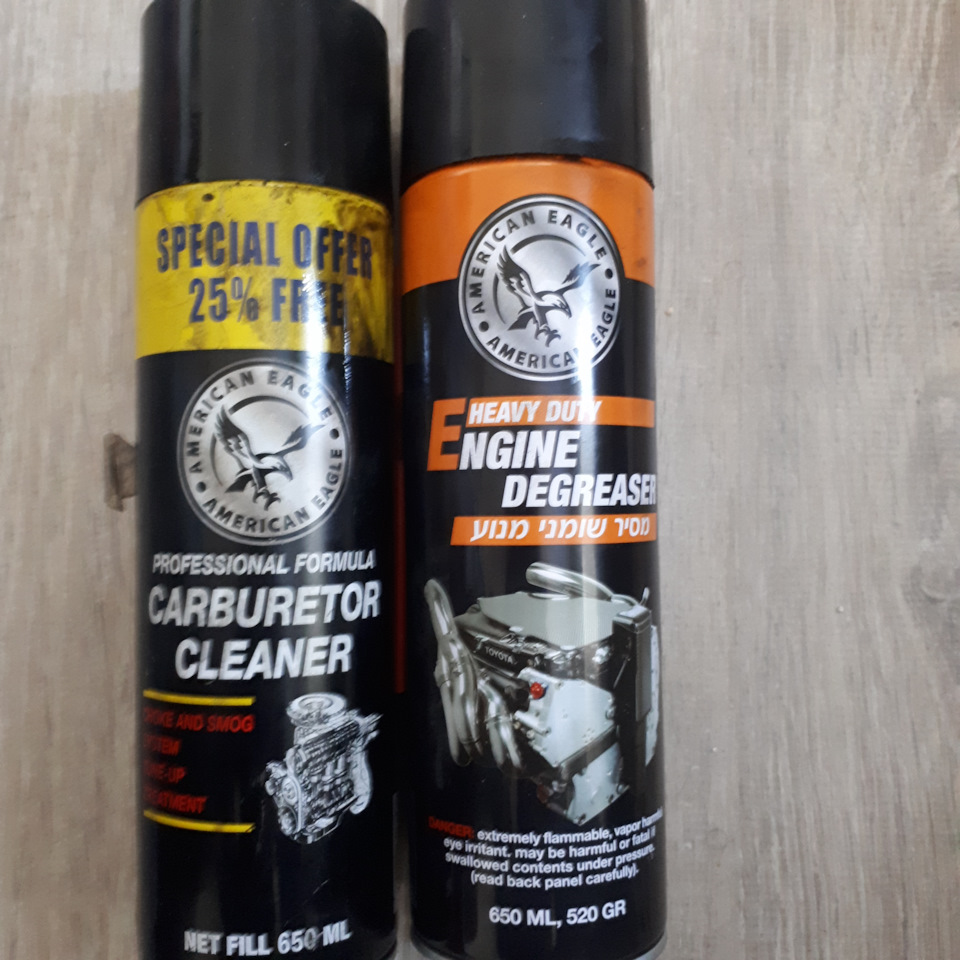 SPECIAL OFFER
25% FREE
AMERICAN EAGLE
AMERICAN EAGLE
PROFESSIONAL FORMULA
CARBURETOR
CLEANER
AND SMOG
NET FILL 650 ML
AMERICAN EAGLE
AMERICAN EAGLE
HEAVY DUTY
ENGINE
DEGREASER
מסיר שומני מנוע
TOYOTA
DANGER: extremely flammable, vapor
eye irritant. may be harmful or fatal if
swallowed contents under pressure.
(read back panel carefully).
650 ML, 520 GR